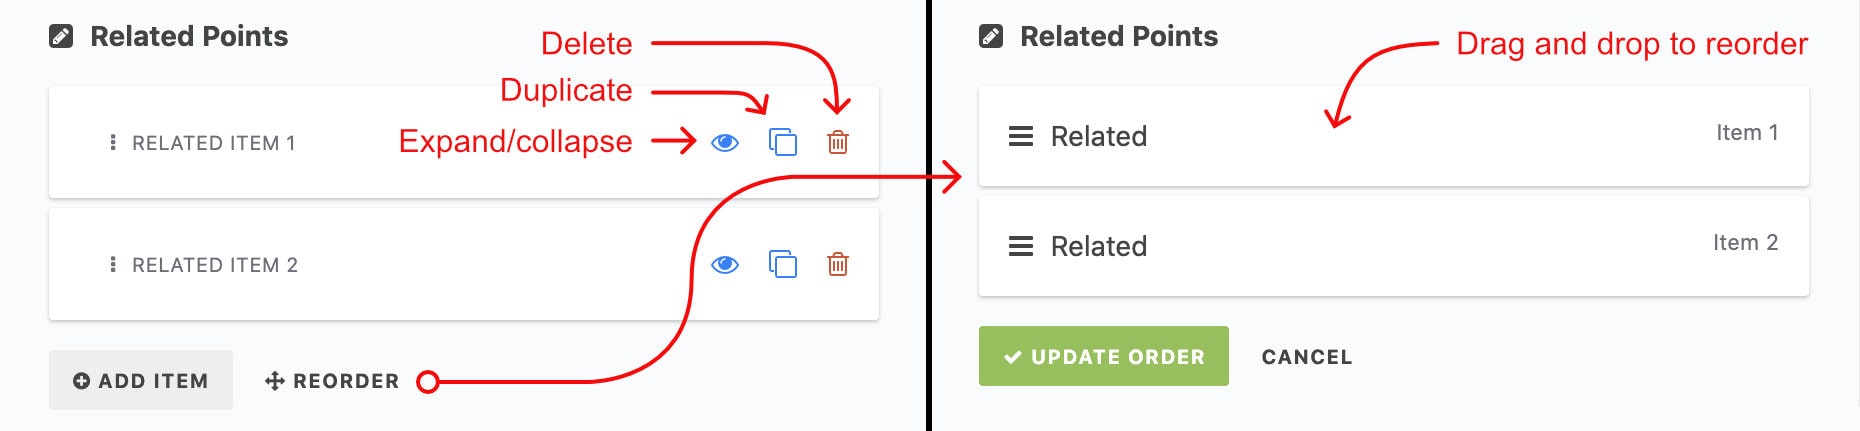 Related Points
Delete
Duplicate
Expand/collapse
RELATED ITEM 1
RELATED ITEM 2
ADD ITEM
REORDER
Related Points
Drag and drop to reorder
Related
Item 1
Related
Item 2
UPDATE ORDER
CANCEL